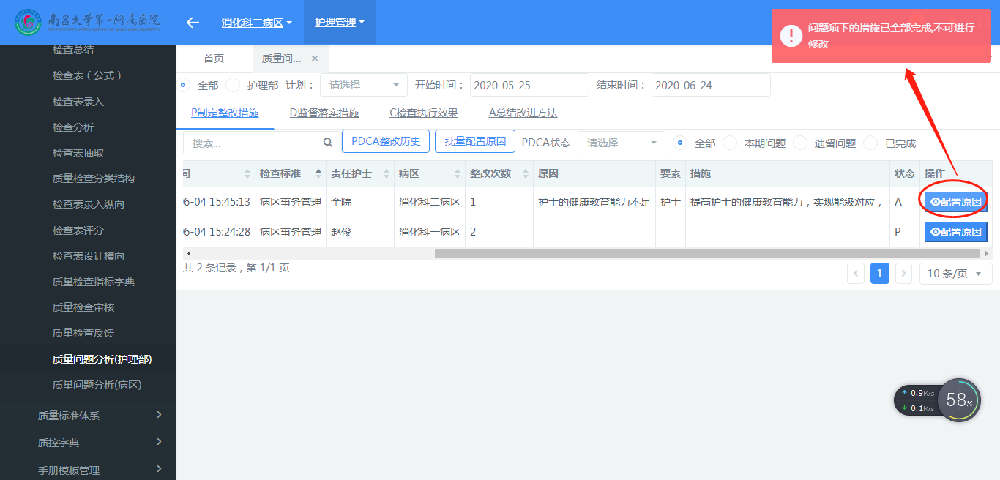 南昌大学第一附属医院
THE FIRST AFFILIATED HOSPITAL OF NANCHANG UNIVERSITY
消化科二病区
护理管理
问题项下的措施已全部完成,不可进行
修改
检查总结
检查表（公式）
检查表录入
检查分析
检查表抽取
质量检查分类结构
检查表录入纵向
检查表评分
检查表设计横向
质量检查指标字典
质量检查审核
质量检查反馈
质量问题分析(护理部)
质量问题分析(病区)
质量标准体系
质控字典
手册模板管理
首页 质量问...
全部 护理部 计划： 请选择 开始时间： 2020-05-25 结束时间： 2020-06-24
P制定整改措施 D监督落实措施 C检查执行效果 A总结改进方法
搜索... PDCA整改历史 批量配置原因 PDCA状态 请选择 全部 本期问题 遗留问题 已完成
间 检查标准 责任护士 病区 整改次数 原因 要素 措施 状态 操作
6-04 15:45:13 病区事务管理 全院 消化科二病区 1 护士的健康教育能力不足 护士 提高护士的健康教育能力，实现能级对应， A 配置原因
6-04 15:24:28 病区事务管理 赵俊 消化科一病区 2 P 配置原因
共 2 条记录，第 1/1 页
1 10 条/页
0.9K/s
0.1K/s
58%